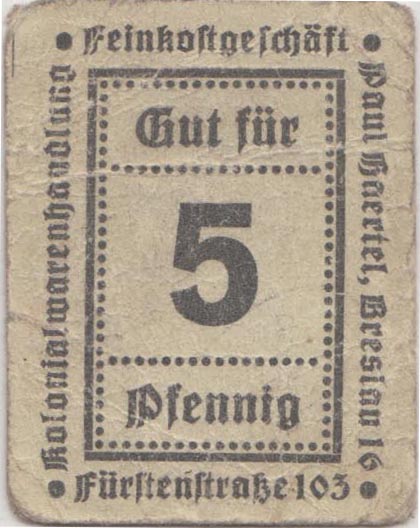 • Feinkostgeschäft •
Kolonialwarenhandlung
Gut für
5
Pfennig
Paul Haertel, Breslau 16
• Fürstenstraße 103 •